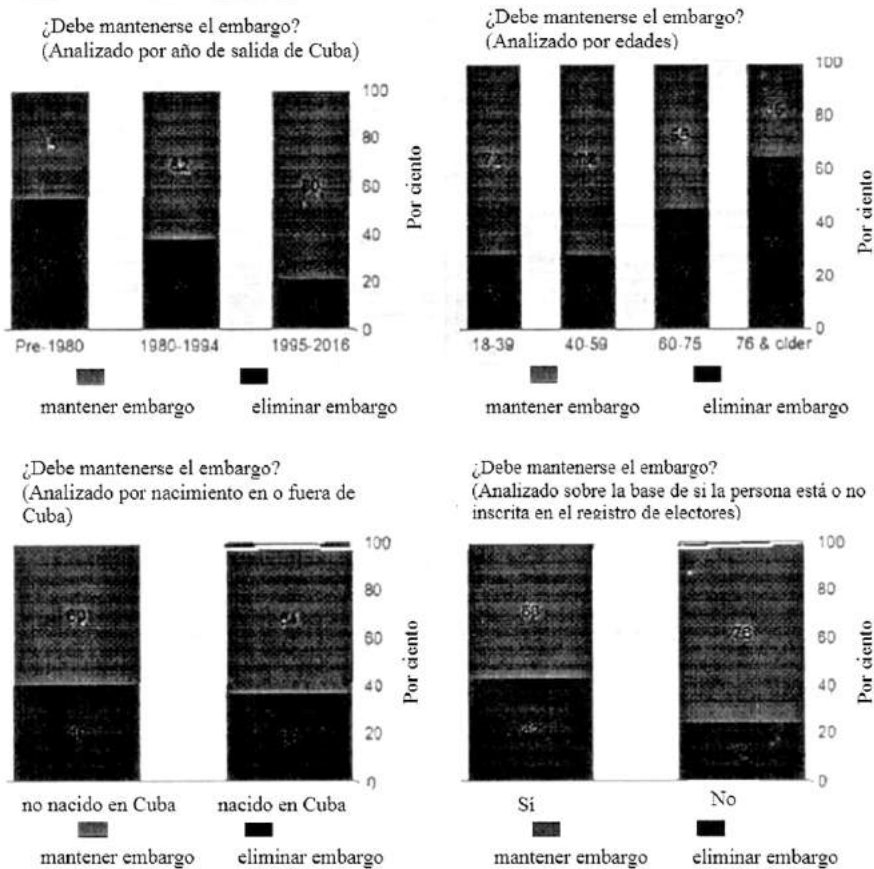 ¿Debe mantenerse el embargo?
(Analizado por año de salida de Cuba)
100
80
60
40
20
0
Por ciento
Pre-1980 1980-1994 1995-2016
mantener embargo eliminar embargo
¿Debe mantenerse el embargo?
(Analizado por edades)
72
55
100
80
60
40
20
0
Por ciento
18-39 40-59 60-75 76 & older
mantener embargo eliminar embargo
¿Debe mantenerse el embargo?
(Analizado por nacimiento en o fuera de
Cuba)
100
80
60
40
20
0
Por ciento
no nacido en Cuba nacido en Cuba
mantener embargo eliminar embargo
¿Debe mantenerse el embargo?
(Analizado sobre la base de si la persona está o no
inscrita en el registro de electores)
76
100
80
60
40
20
0
Por ciento
Sí No
mantener embargo eliminar embargo